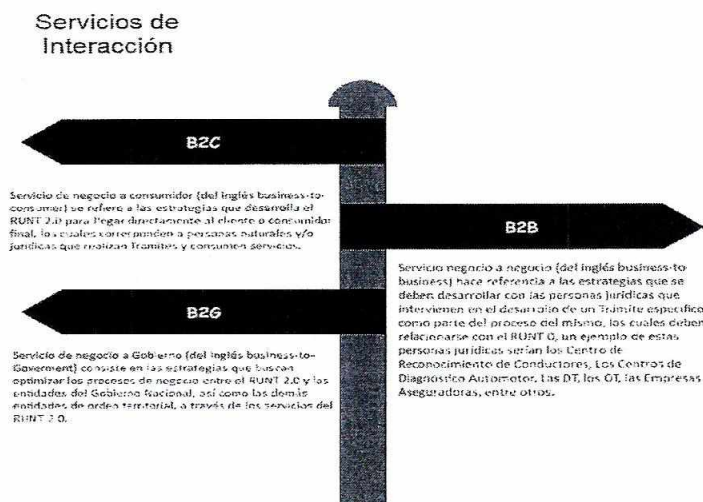 Servicios de
Interacción
B2C
Servicio de negocio a consumidor (del inglés business-to-
consumer) se refiere a las estrategias que desarrolla el
RUNT 2.0 para llegar directamente al cliente o consumidor
final, los cuales corresponden a personas naturales y/o
jurídicas que realizan Tramites y consumen servicios.
B2B
Servicio negocio a negocio (del inglés business-to
business) hace referencia a las estrategias que se
deben desarrollar con las personas jurídicas que
intervienen en el desarrollo de un Trámite especifico
como parte del proceso del mismo, los cuales deben
relacionarse con el RUNT 0, un ejemplo de estas
personas jurídicas serían los Centro de
Reconocimiento de Conductores, Los Centros de
Diagnostico Automotor, Las DT, los OT, las Empresas
Aseguradoras, entre otros.
B2G
Servicio de negocio a Gobierno (del inglés business-to-
Goverment) consiste en las estrategias que buscan
optimizar los procesos de negocio entre el RUNT 2.0 y las
entidades del Gobierno Nacional, así como las demás
entidades de orden territorial, a través de los servicios del
RUNT 2.0.